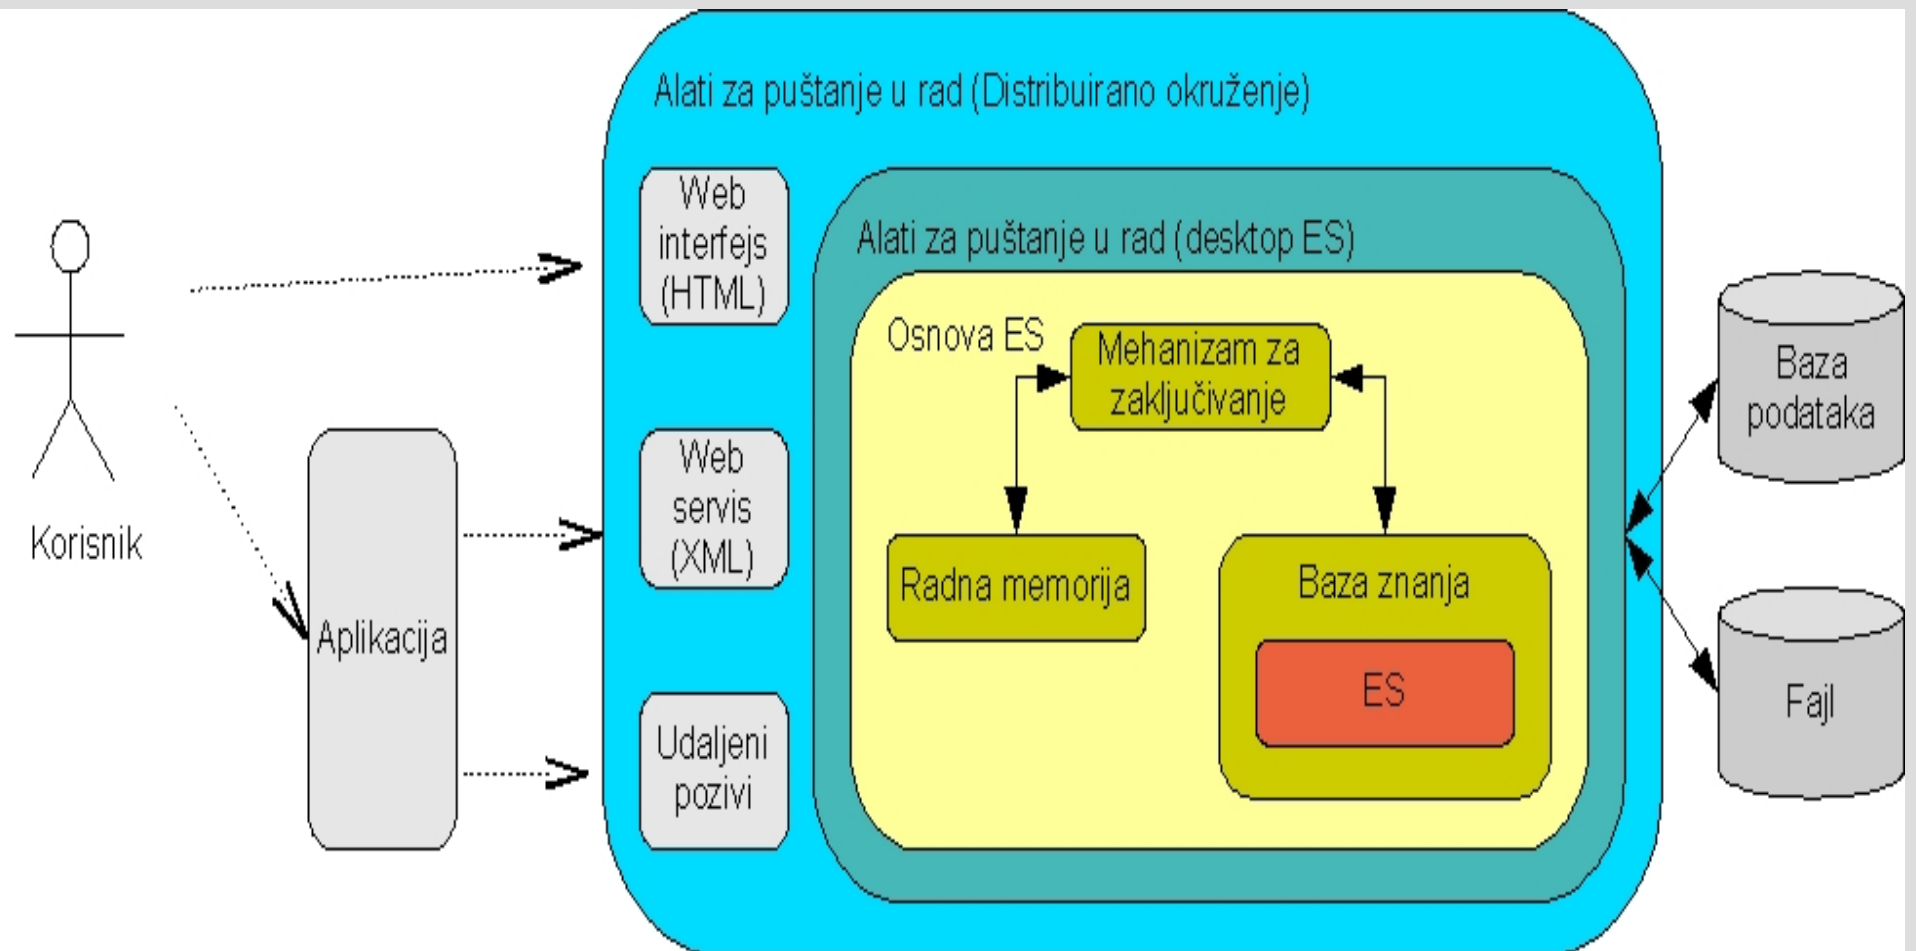 Alati za puštanje u rad (Distribuirano okruženje)
Web
interfejs
(HTML)
Alati za puštanje u rad (desktop ES)
Osnova ES
Mehanizam za
zaključivanje
Baza
podataka
Korisnik
Web
servis
(XML)
Radna memorija
Baza znanja
Aplikacija
ES
Fajl
Udaljeni
pozivi